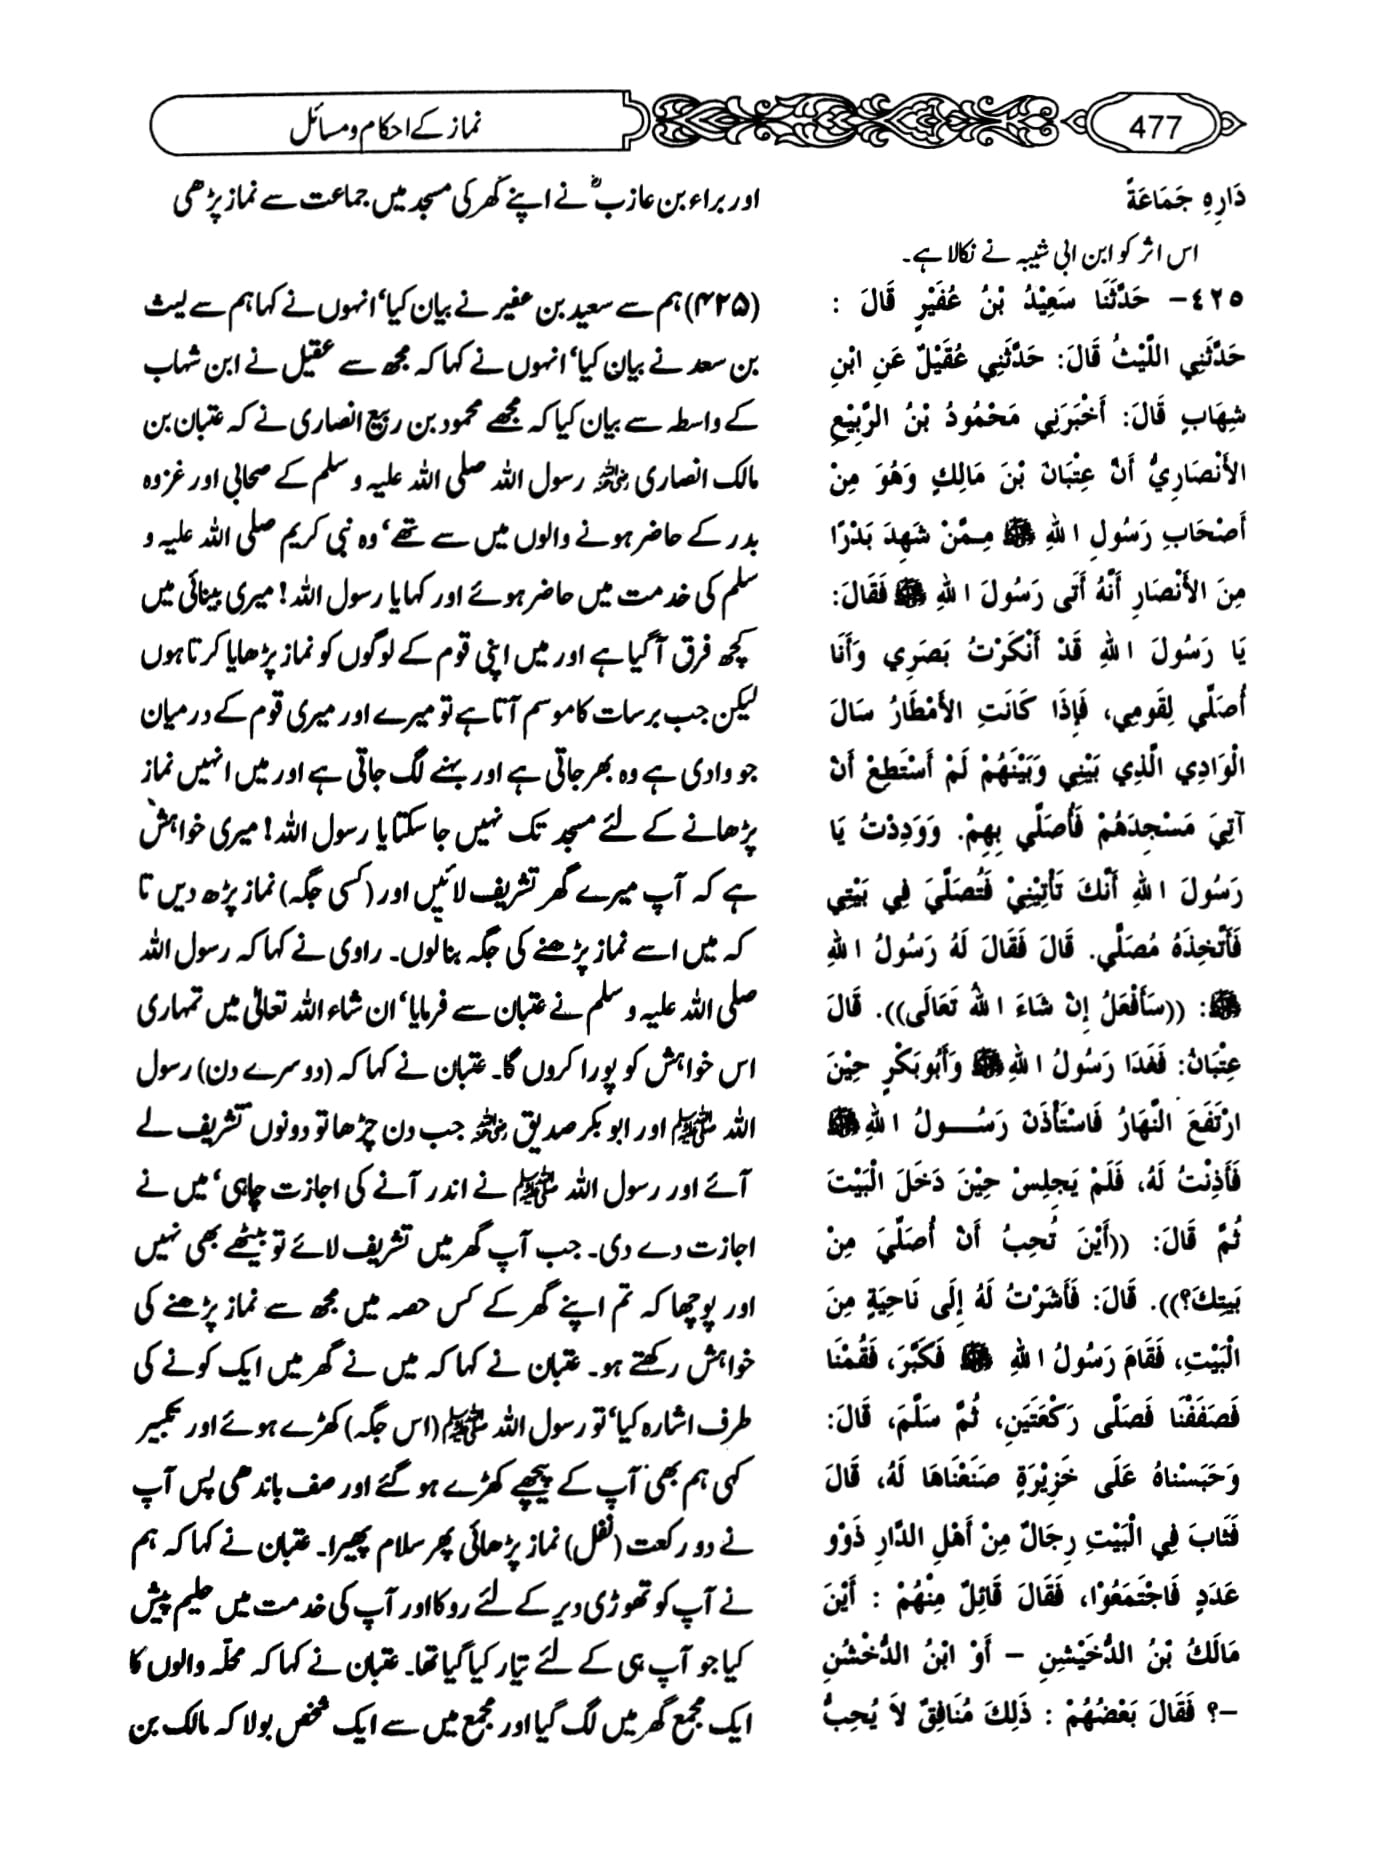 477
نماز کے احکام و مسائل
دَارِهِ جَمَاعَةً
اس اثر کو ابن ابی شیبہ نے نکالا ہے۔
٤٢٥– حَدَّثَنَا سَعِيْدُ بْنُ عُفَيْرٍ قَالَ :
حَدَّثَنِي اللَّيْثُ قَالَ: حَدَّثَنِي عُقَيْلٌ عَنِ ابْنِ
شِهَابٍ قَالَ: أَخْبَرَنِي مَحْمُودُ بْنُ الرَّبِيْعِ
الأَنْصَارِيُّ أَنَّ عِتْبَانَ بْنَ مَالِكٍ وَهُوَ مِنْ
أَصْحَابِ رَسُولِ اللهِ ﷺ مِمَّنْ شَهِدَ بَدْرًا
مِنَ الأَنْصَارِ أَنَّهُ أَتَى رَسُولَ اللهِ ﷺ فَقَالَ:
يَا رَسُولَ اللهِ قَدْ أَنْكَرْتُ بَصَرِي وَأَنَا
أُصَلِّي لِقَومِي، فَإِذَا كَانَتِ الأَمْطَارُ سَالَ
الْوَادِي الَّذِي بَيْنِي وَبَيْنَهُمْ لَمْ أَسْتَطِعْ أَنْ
آتِيَ مَسْجِدَهُمْ فَأُصَلِّي بِهِمْ. وَوَدِدْتُ يَا
رَسُولَ اللهِ أَنَّكَ تَأْتِيْنِيْ فَتُصَلِّيَ فِي بَيْتِي
فَأَتَّخِذَهُ مُصَلًّى. قَالَ فَقَالَ لَهُ رَسُولُ اللهِ
ﷺ: ((سَأَفْعَلُ إِنْ شَاءَ اللهُ تَعَالَى)). قَالَ
عِتْبَانُ: فَغَدَا رَسُولُ اللهِ ﷺ وَأَبُوبَكْرٍ حِيْنَ
ارْتَفَعَ النَّهَارُ فَاسْتَأْذَنَ رَسُولُ اللهِ ﷺ
فَأَذِنْتُ لَهُ، فَلَمْ يَجلِسْ حِيْنَ دَخَلَ الْبَيْتَ
ثُمَّ قَالَ: ((أَيْنَ تُحِبُّ أَنْ أُصَلِّيَ مِنْ
بَيتِكَ؟)). قَالَ: فَأَشَرْتُ لَهُ إِلَى نَاحِيَةٍ مِنَ
الْبَيْتِ، فَقَامَ رَسُولُ اللهِ ﷺ فَكَبَّرَ، فَقُمْنَا
فَصَفَفْنَا فَصَلَّى رَكْعَتَينِ، ثُمَّ سَلَّمَ، قَالَ:
وَحَبَسْنَاهُ عَلَى خَزِيْرَةٍ صَنَعْنَاهَا لَهُ، قَالَ
فَثَابَ فِي الْبَيْتِ رِجَالٌ مِنْ أَهْلِ الدَّارِ ذَوُو
عَدَدٍ فَاجْتَمَعُوْا، فَقَالَ قَائِلٌ مِنْهُمْ : أَيْنَ
مَالَكُ بْنُ الدُّخَيْشِنِ – أَوْ ابْنُ الدُّخْشُنِ
–؟ فَقَالَ بَعْضُهُمْ : ذَلِكَ مُنَافِقٌ لاَ يُحِبُّ
اور براء بن عازبؓ نے اپنے گھر کی مسجد میں جماعت سے نماز پڑھی
(۴۲۵) ہم سے سعید بن عفیر نے بیان کیا‘ انہوں نے کہا ہم سے لیث
بن سعد نے بیان کیا‘ انہوں نے کہا کہ مجھ سے عقیل نے ابن شہاب
کے واسطہ سے بیان کیا کہ مجھے محمود بن ربیع انصاری نے کہ عتبان بن
مالک انصاری رضی اللہ عنہ رسول اللہ صلی اللہ علیہ و سلم کے صحابی اور غزوہ
بدر کے حاضر ہونے والوں میں سے تھے‘ وہ نبی کریم صلی اللہ علیہ و
سلم کی خدمت میں حاضر ہوئے اور کہا یا رسول اللہ! میری بینائی میں
کچھ فرق آ گیا ہے اور میں اپنی قوم کے لوگوں کو نماز پڑھایا کرتا ہوں
لیکن جب برسات کا موسم آتا ہے تو میرے اور میری قوم کے درمیان
جو وادی ہے وہ بھر جاتی ہے اور بہنے لگ جاتی ہے اور میں انہیں نماز
پڑھانے کے لئے مسجد تک نہیں جا سکتا یا رسول اللہ! میری خواہش
ہے کہ آپ میرے گھر تشریف لائیں اور (کسی جگہ) نماز پڑھ دیں تا
کہ میں اسے نماز پڑھنے کی جگہ بنا لوں۔ راوی نے کہا کہ رسول اللہ
صلی اللہ علیہ و سلم نے عتبان سے فرمایا‘ ان شاء اللہ تعالیٰ میں تمہاری
اس خواہش کو پورا کروں گا۔ عتبان نے کہا کہ (دوسرے دن) رسول
اللہ ﷺ اور ابو بکر صدیق رضی اللہ عنہ جب دن چڑھا تو دونوں تشریف لے
آئے اور رسول اللہ ﷺ نے اندر آنے کی اجازت چاہی‘ میں نے
اجازت دے دی۔ جب آپ گھر میں تشریف لائے تو بیٹھے بھی نہیں
اور پوچھا کہ تم اپنے گھر کے کس حصہ میں مجھ سے نماز پڑھنے کی
خواہش رکھتے ہو۔ عتبان نے کہا کہ میں نے گھر میں ایک کونے کی
طرف اشارہ کیا‘ تو رسول اللہ ﷺ (اس جگہ) کھڑے ہوئے اور تکبیر
کہی ہم بھی آپ کے پیچھے کھڑے ہو گئے اور صف باندھی پس آپ
نے دو رکعت (نفل) نماز پڑھائی پھر سلام پھیرا۔ عتبان نے کہا کہ ہم
نے آپ کو تھوڑی دیر کے لئے روکا اور آپ کی خدمت میں حلیم پیش
کیا جو آپ ہی کے لئے تیار کیا گیا تھا۔ عتبان نے کہا کہ محلہ والوں کا
ایک مجمع گھر میں لگ گیا اور مجمع میں سے ایک شخص بولا کہ مالک بن